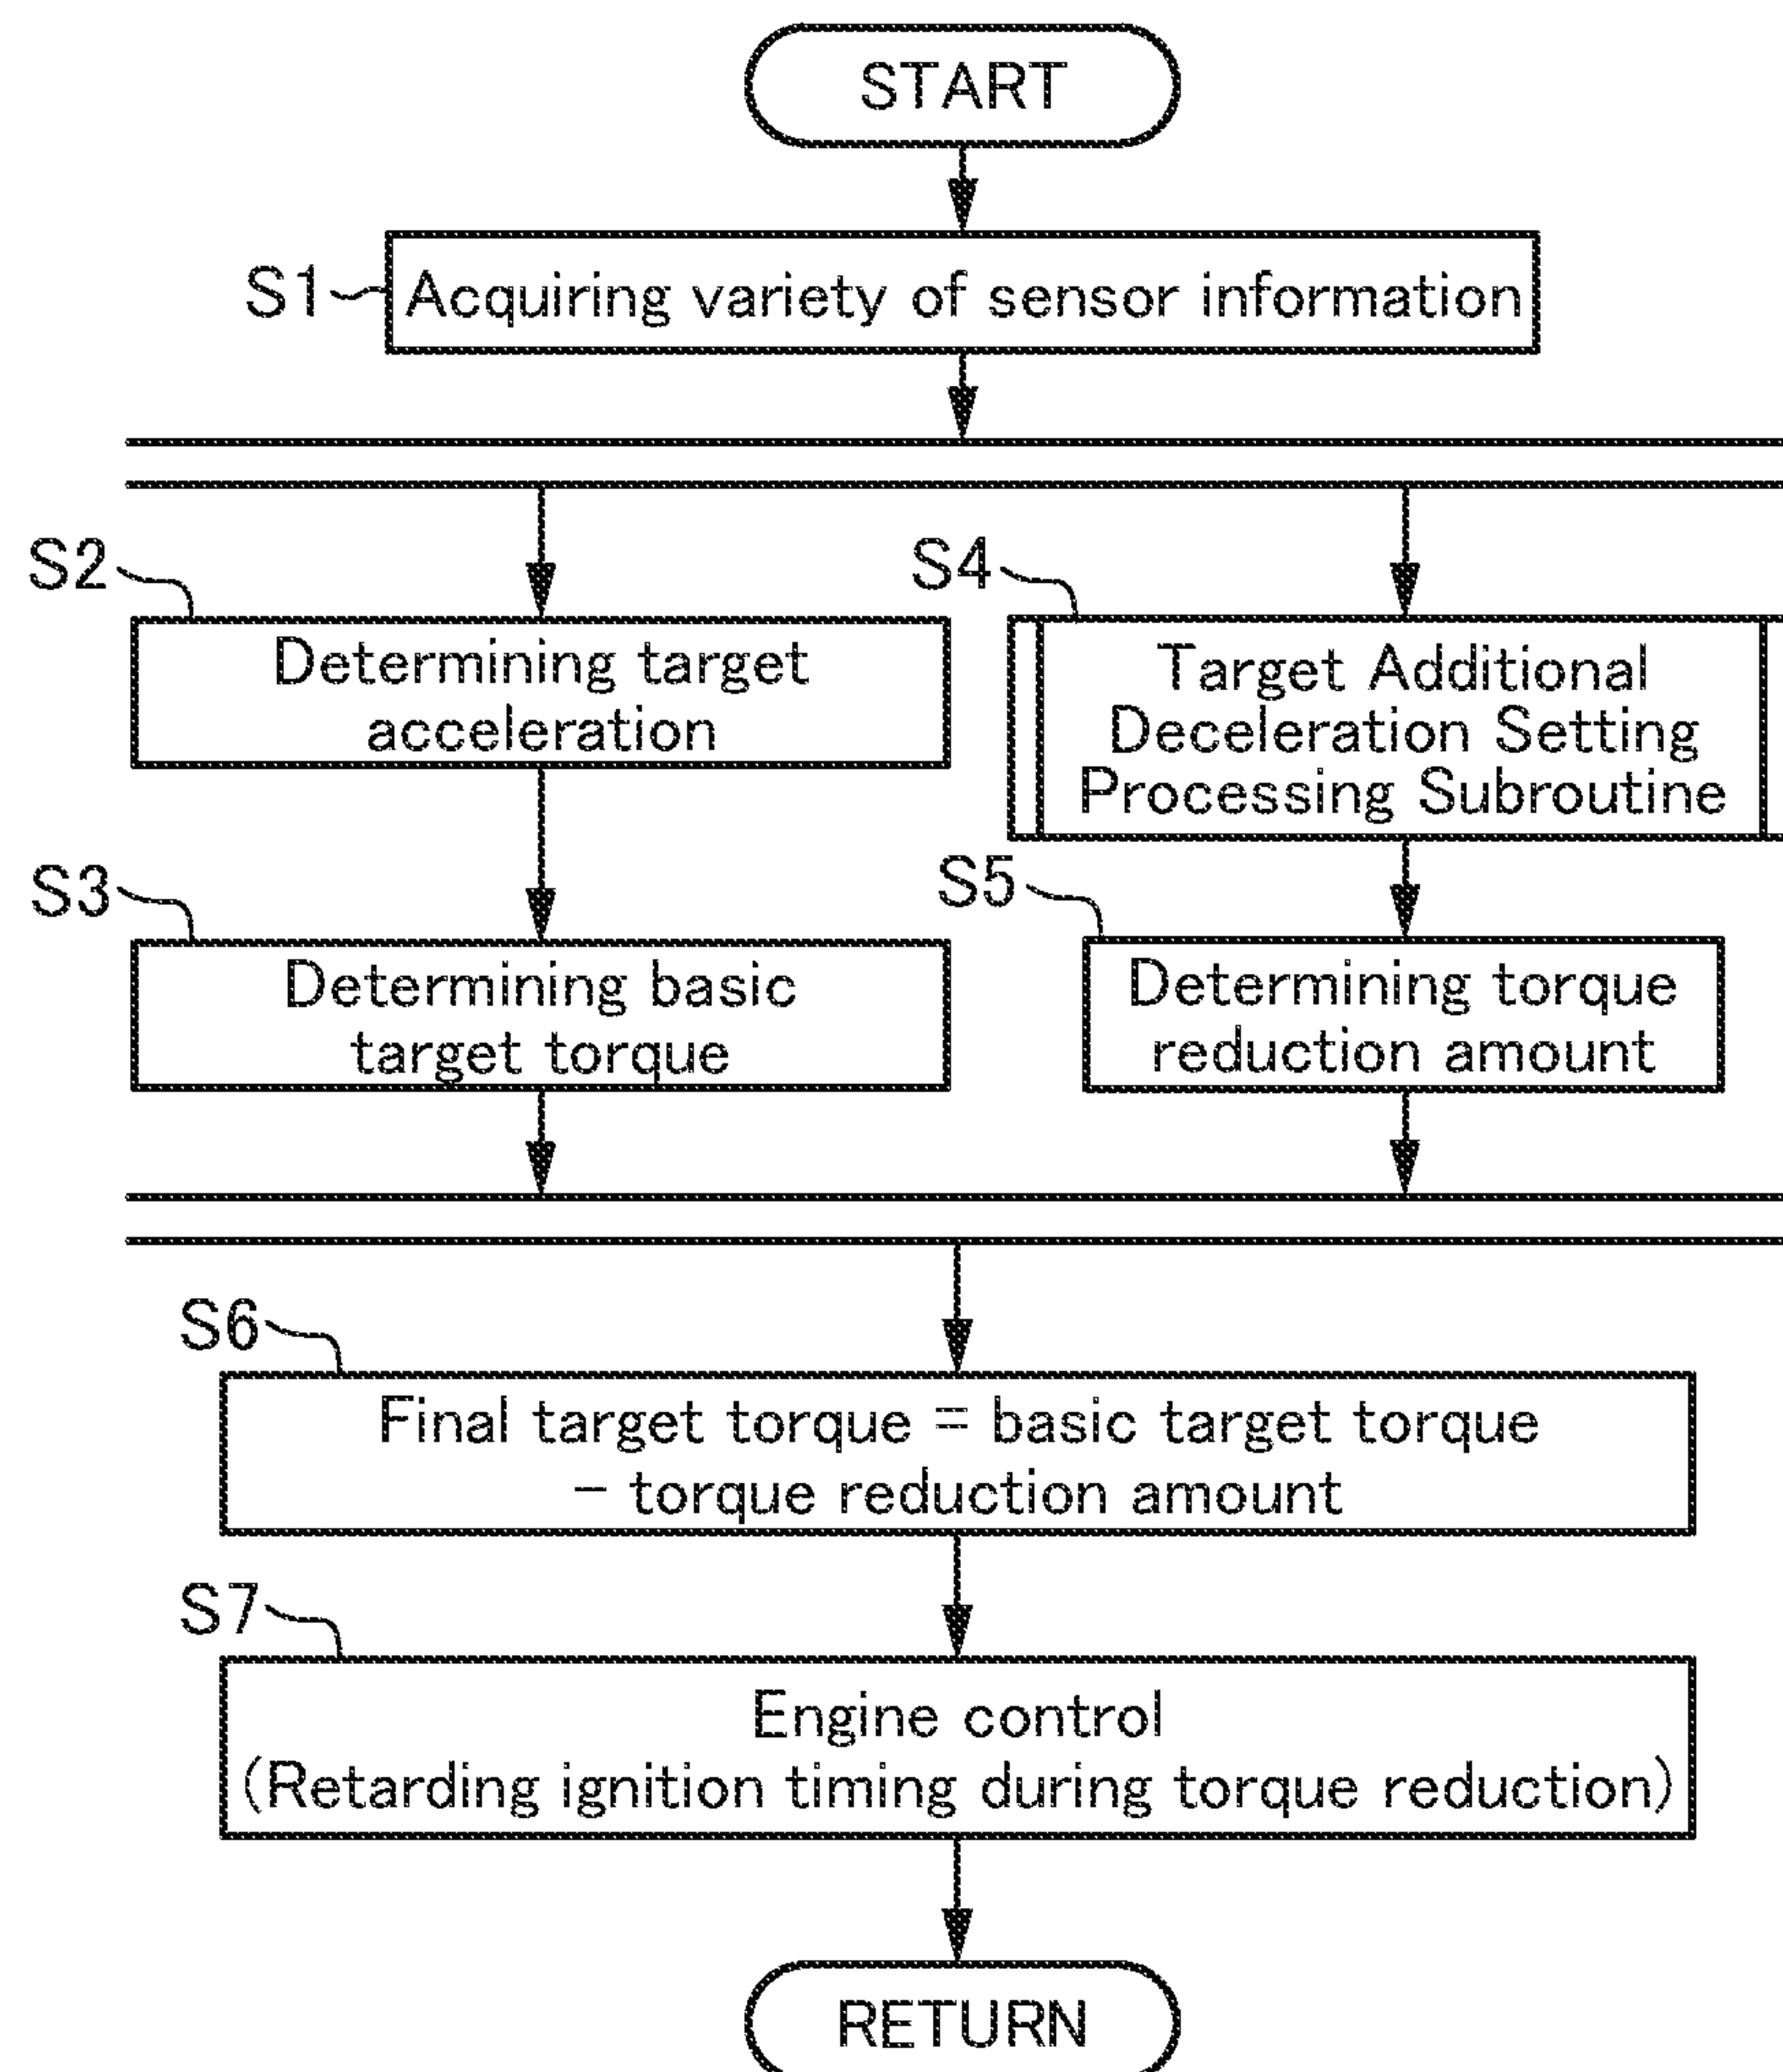 START
S1
Acquiring variety of sensor information
S2
Determining target
acceleration
S3
Determining basic
target torque
S4
Target Additional
Deceleration Setting
Processing Subroutine
S5
Determining torque
reduction amount
S6
Final target torque = basic target torque
− torque reduction amount
S7
Engine control
(Retarding ignition timing during torque reduction)
RETURN